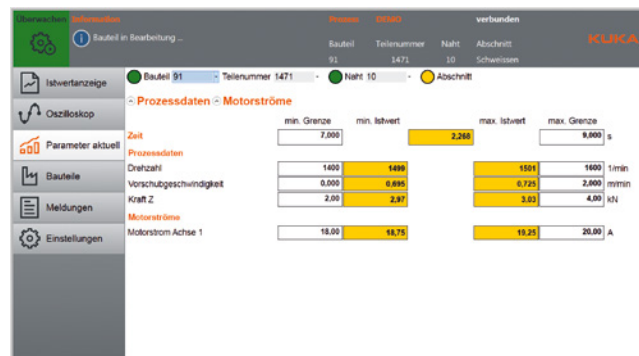 Überwachen Information Prozess DEMO verbunden
Bauteil in Bearbeitung ...
Bauteil Teilenummer Naht Abschnitt KUKA
91 1471 10 Schweissen
Istwertanzeige
Oszilloskop
Parameter aktuell
Bauteile
Meldungen
Einstellungen
Bauteil 91 - Teilenummer 1471 - Naht 10 - Abschnitt
Prozessdaten Motorströme
min. Grenze min. Istwert max. Istwert max. Grenze
Zeit 7,000 2,268 9,000 s
Prozessdaten
Drehzahl 1400 1499 1501 1600 1/min
Vorschubgeschwindigkeit 0,000 0,695 0,725 2,000 m/min
Kraft Z 2,00 2,97 3,03 4,00 kN
Motorströme
Motorstrom Achse 1 18,00 18,75 19,25 20,00 A